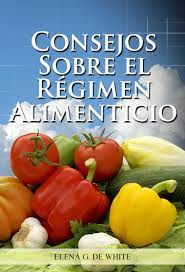 CONSEJOS
SOBRE EL
RÉGIMEN
ALIMENTICIO
ELENA G. DE WHITE